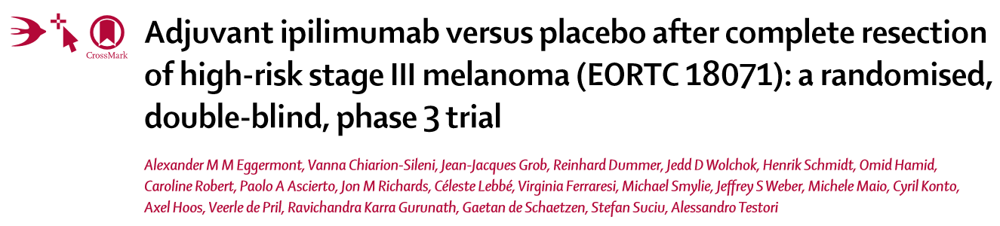 CrossMark
Adjuvant ipilimumab versus placebo after complete resection
of high-risk stage III melanoma (EORTC 18071): a randomised,
double-blind, phase 3 trial
Alexander M M Eggermont, Vanna Chiarion-Sileni, Jean-Jacques Grob, Reinhard Dummer, Jedd D Wolchok, Henrik Schmidt, Omid Hamid,
Caroline Robert, Paolo A Ascierto, Jon M Richards, Céleste Lebbé, Virginia Ferraresi, Michael Smylie, Jeffrey S Weber, Michele Maio, Cyril Konto,
Axel Hoos, Veerle de Pril, Ravichandra Karra Gurunath, Gaetan de Schaetzen, Stefan Suciu, Alessandro Testori